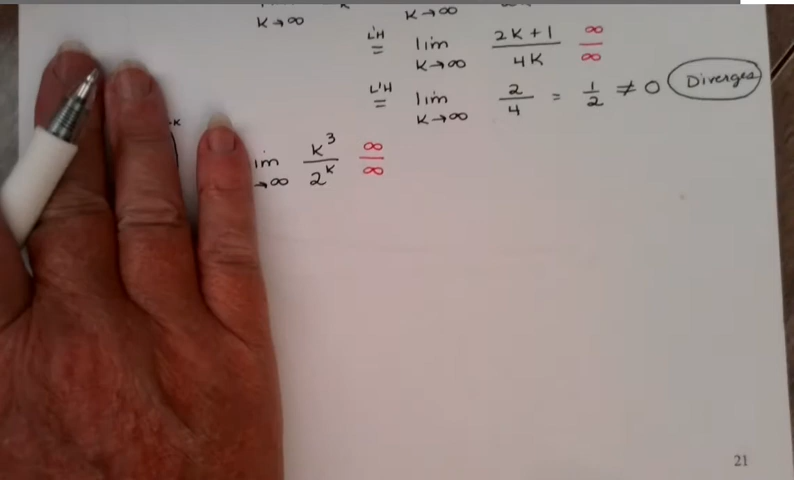 K→∞ K→∞
L'H = lim K→∞ 2K+1 / 4K ∞/∞
L'H = lim K→∞ 2/4 = 1/2 ≠ 0 Diverges
im →∞ K³ / 2ᴷ ∞/∞
21